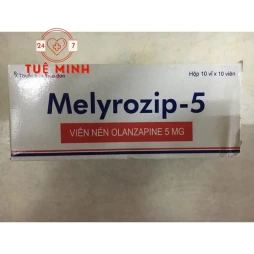 24 7
TUỆ MINH
Hộp 10 vỉ x 10 viên
Melyrozip-5
VIÊN NÉN OLANZAPINE 5 MG